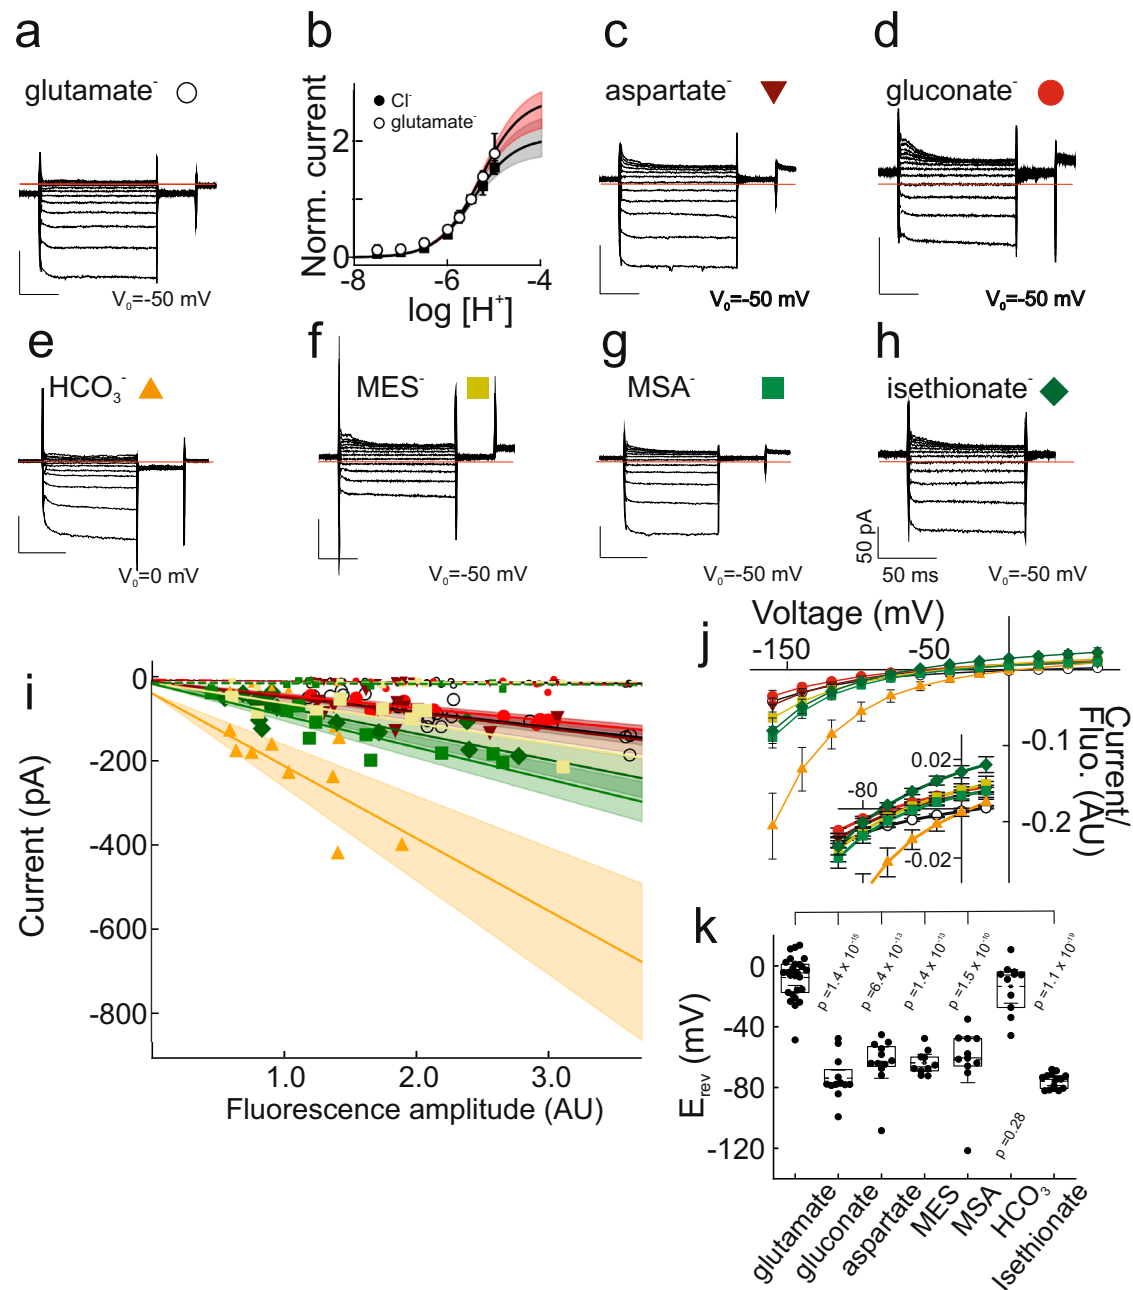 a
b
c
d
glutamate⁻
Cl⁻
glutamate⁻
aspartate⁻
gluconate⁻
Norm. current
2
0
-8
-6
-4
log [H⁺]
V₀=-50 mV
V₀=-50 mV
V₀=-50 mV
e
f
g
h
HCO₃⁻
MES⁻
MSA⁻
isethionate⁻
50 pA
50 ms
V₀=0 mV
V₀=-50 mV
V₀=-50 mV
V₀=-50 mV
i
0
-200
-400
-600
-800
Current (pA)
1.0
2.0
3.0
Fluorescence amplitude (AU)
j
Voltage (mV)
-150
-50
-0.1
-0.2
Current/
Fluo. (AU)
0.02
-80
-0.02
k
p =1.4 x 10⁻¹⁵
p =6.4 x 10⁻¹³
p =1.4 x 10⁻¹³
p =1.5 x 10⁻¹⁰
p =0.28
p =1.1 x 10⁻¹⁹
0
-40
-80
-120
E_rev (mV)
glutamate
gluconate
aspartate
MES
MSA
HCO₃
Isethionate